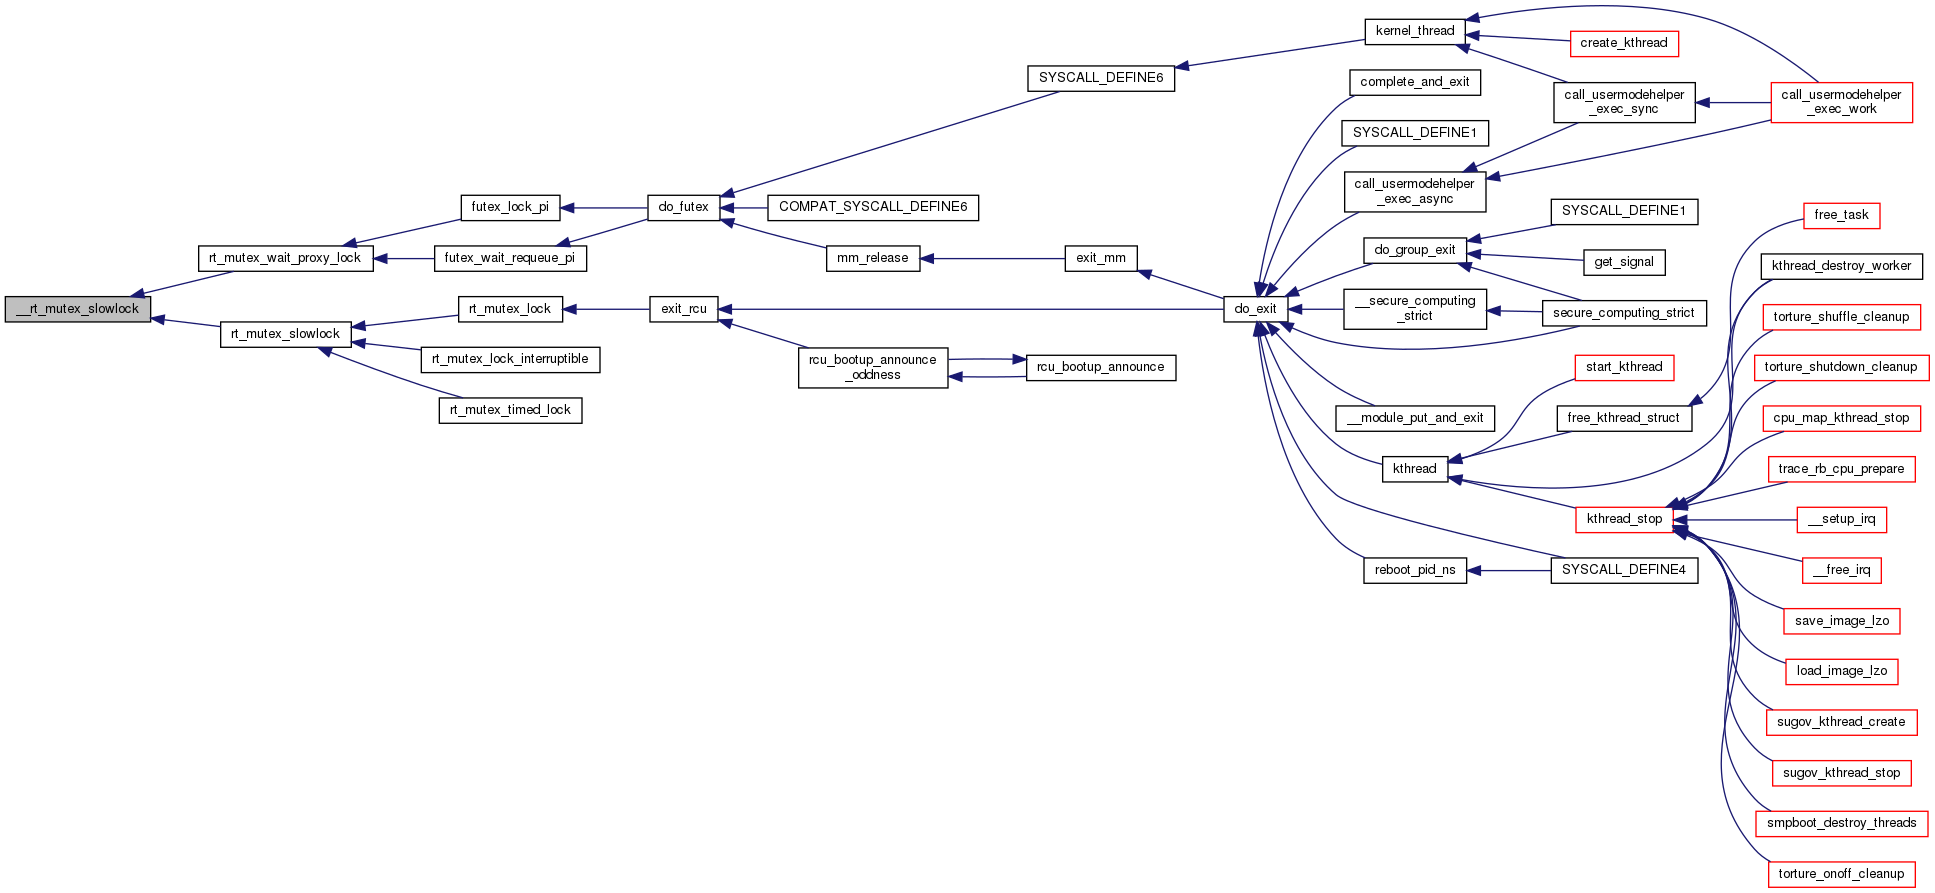 __rt_mutex_slowlock
rt_mutex_wait_proxy_lock
rt_mutex_slowlock
futex_lock_pi
futex_wait_requeue_pi
rt_mutex_lock
rt_mutex_lock_interruptible
rt_mutex_timed_lock
do_futex
exit_rcu
COMPAT_SYSCALL_DEFINE6
mm_release
rcu_bootup_announce
_oddness
SYSCALL_DEFINE6
exit_mm
rcu_bootup_announce
do_exit
kernel_thread
complete_and_exit
SYSCALL_DEFINE1
call_usermodehelper
_exec_async
do_group_exit
__secure_computing
_strict
__module_put_and_exit
kthread
reboot_pid_ns
create_kthread
call_usermodehelper
_exec_sync
SYSCALL_DEFINE1
get_signal
secure_computing_strict
start_kthread
free_kthread_struct
kthread_stop
SYSCALL_DEFINE4
call_usermodehelper
_exec_work
free_task
kthread_destroy_worker
torture_shuffle_cleanup
torture_shutdown_cleanup
cpu_map_kthread_stop
trace_rb_cpu_prepare
__setup_irq
__free_irq
save_image_lzo
load_image_lzo
sugov_kthread_create
sugov_kthread_stop
smpboot_destroy_threads
torture_onoff_cleanup